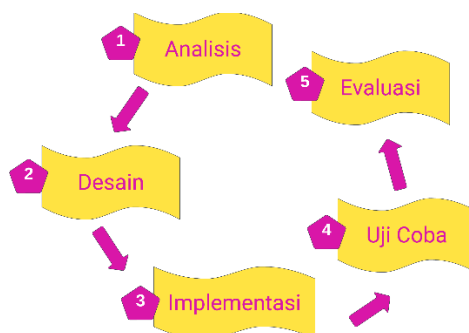 1 Analisis
2 Desain
3 Implementasi
4 Uji Coba
5 Evaluasi